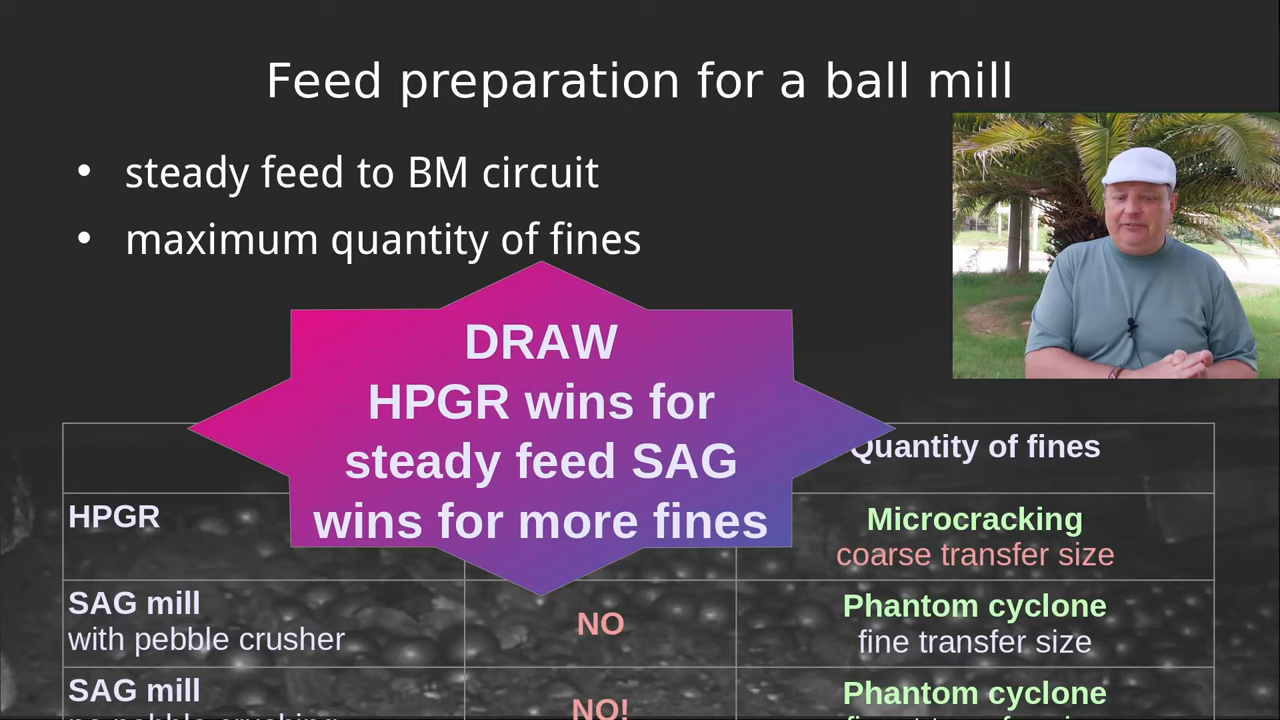 Feed preparation for a ball mill
• steady feed to BM circuit
• maximum quantity of fines
DRAW
HPGR wins for
steady feed SAG
wins for more fines
Quantity of fines
HPGR
Microcracking
coarse transfer size
SAG mill
with pebble crusher
NO
Phantom cyclone
fine transfer size
SAG mill
NO!
Phantom cyclone